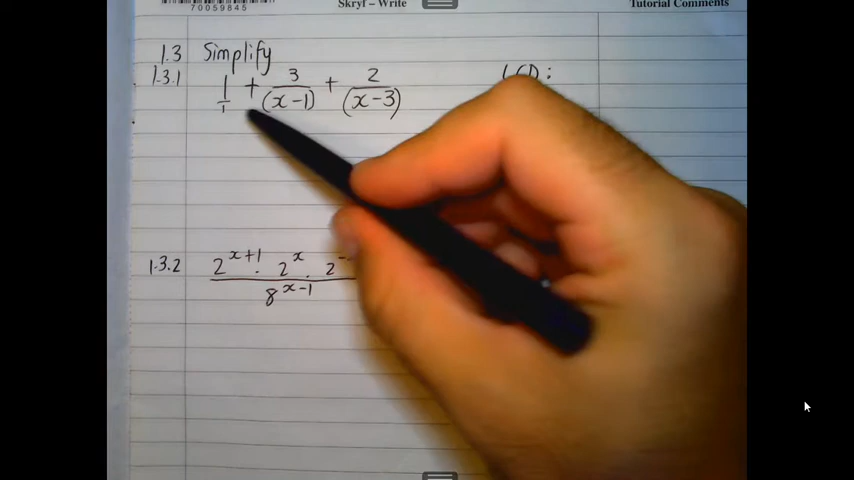 70059845 Skryf – Write Tutorial Comments
1.3 Simplify
1.3.1 1/1 + 3/(x-1) + 2/(x-3) LCD:
1.3.2 2^(x+1) . 2^x . 2^-
8^(x-1)